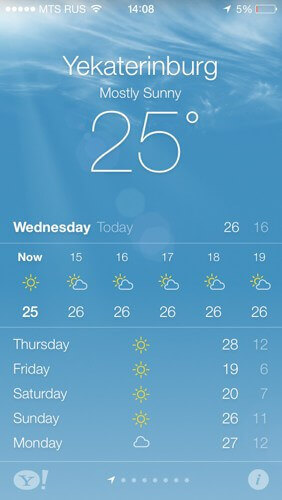 MTS RUS 14:08 5%
Yekaterinburg
Mostly Sunny
25°
Wednesday Today 26 16
Now 15 16 17 18 19
25 26 26 26 26 26
Thursday 28 12
Friday 19 6
Saturday 20 7
Sunday 26 11
Monday 27 12
Y! i